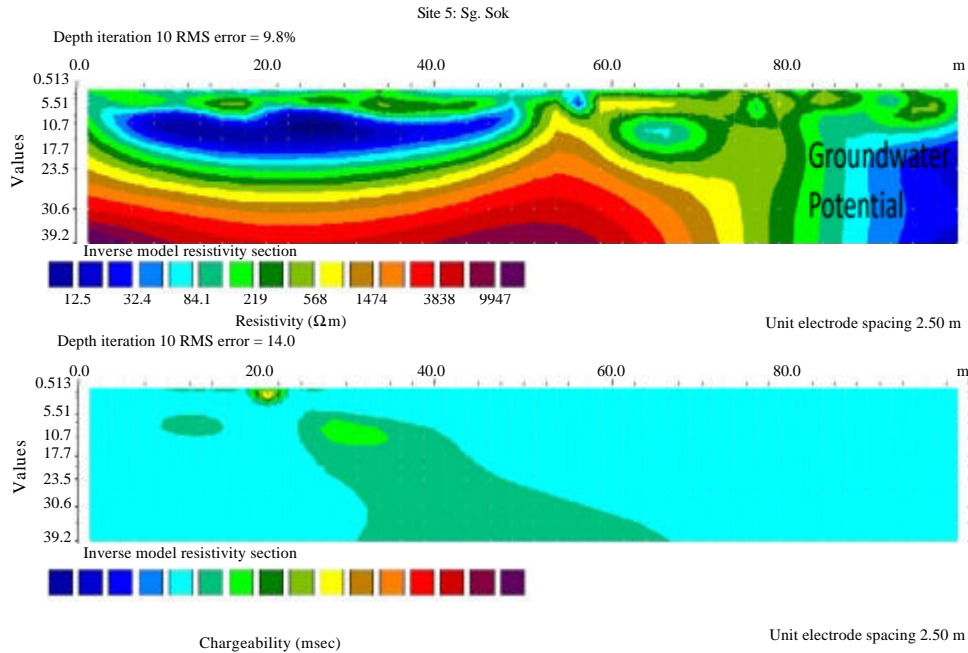 Site 5: Sg. Sok
Depth iteration 10 RMS error = 9.8%
0.0 20.0 40.0 60.0 80.0 m
0.513
5.51
10.7
17.7
23.5
30.6
39.2
Values
Groundwater
Potential
Inverse model resistivity section
12.5 32.4 84.1 219 568 1474 3838 9947
Resistivity (Ωm)
Unit electrode spacing 2.50 m
Depth iteration 10 RMS error = 14.0
0.0 20.0 40.0 60.0 80.0 m
0.513
5.51
10.7
17.7
23.5
30.6
39.2
Values
Inverse model resistivity section
Chargeability (msec)
Unit electrode spacing 2.50 m